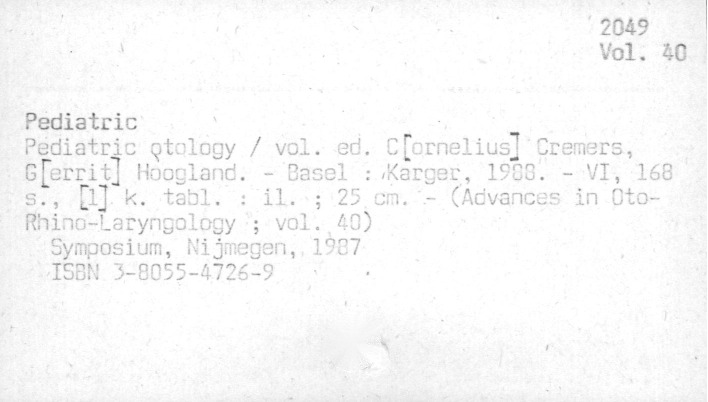 2049
Vol. 40
Pediatric
Pediatric otology / vol. ed. C[ornelius] Cremers,
G[errit] Hoogland. - Basel : Karger, 1988. - VI, 168
s., [1] k. tabl. : il. ; 25 cm. - (Advances in Oto-
Rhino-Laryngology ; vol. 40)
Symposium, Nijmegen, 1987
ISBN 3-8055-4726-9